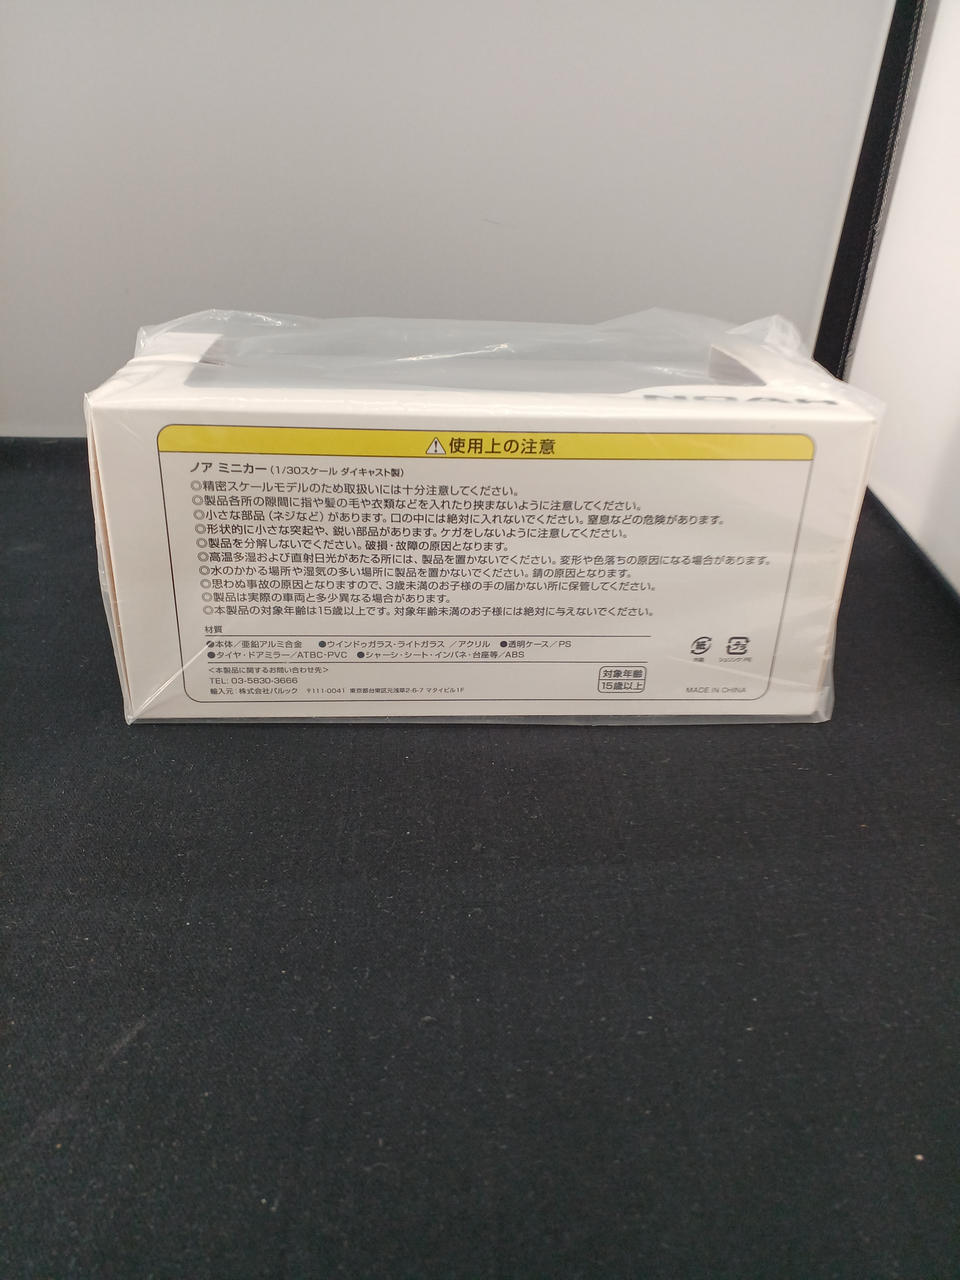 NOAH
使用上の注意
ノア ミニカー(1/30スケール ダイキャスト製)
◎精密スケールモデルのため取扱いには十分注意してください。
◎製品各所の隙間に指や髪の毛や衣類などを入れたり挟まないように注意してください。
◎小さな部品(ネジなど)があります。口の中には絶対に入れないでください。窒息などの危険があります。
◎形状的に小さな突起や、鋭い部品があります。ケガをしないように注意してください。
◎製品を分解しないでください。破損・故障の原因となります。
◎高温多湿および直射日光があたる所には、製品を置かないでください。変形や色落ちの原因になる場合があります。
◎水のかかる場所や湿気の多い場所に製品を置かないでください。錆の原因となります。
◎思わぬ事故の原因となりますので、3歳未満のお子様の手の届かない所に保管してください。
◎製品は実際の車両と多少異なる場合があります。
◎本製品の対象年齢は15歳以上です。対象年齢未満のお子様には絶対に与えないでください。
材質
●本体/亜鉛アルミ合金 ●ウインドゥガラス・ライトガラス/アクリル ●透明ケース/PS
●タイヤ・ドアミラー/ATBC-PVC ●シャーシ・シート・インパネ・台座等/ABS
<本製品に関するお問い合わせ先>
TEL: 03-5830-3666
輸入元:株式会社バルック 〒111-0041 東京都台東区元浅草2-6-7 マタイビル1F
対象年齢
15歳以上
紙
プラ
MADE IN CHINA